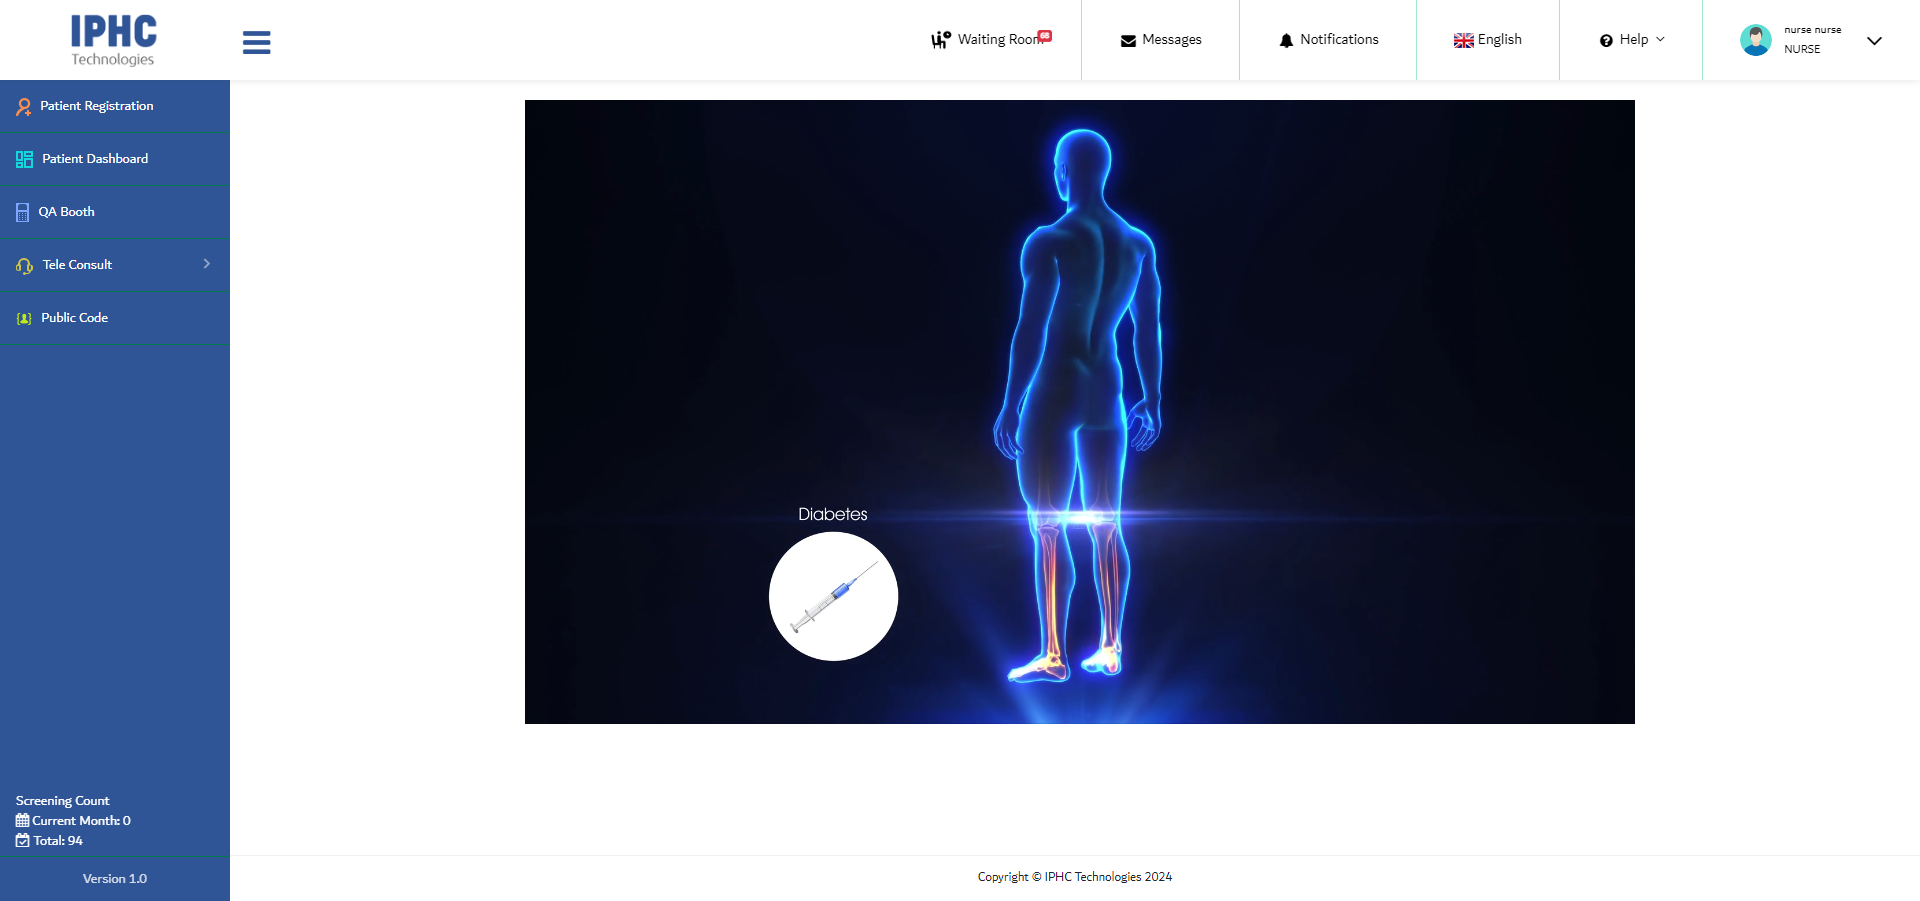 IPHC
Technologies
Waiting Room
68
Messages
Notifications
English
Help
nurse nurse
NURSE
Patient Registration
Patient Dashboard
QA Booth
Tele Consult
Public Code
Diabetes
Screening Count
Current Month: 0
Total: 94
Version 1.0
Copyright © IPHC Technologies 2024